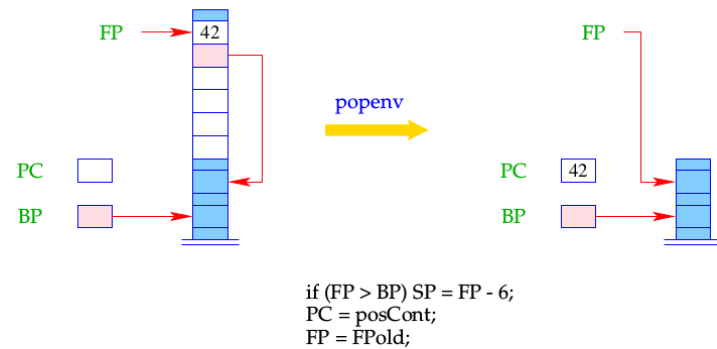 FP
42
FP
popenv
PC
PC
42
BP
BP
if (FP > BP) SP = FP - 6;
PC = posCont;
FP = FPold;